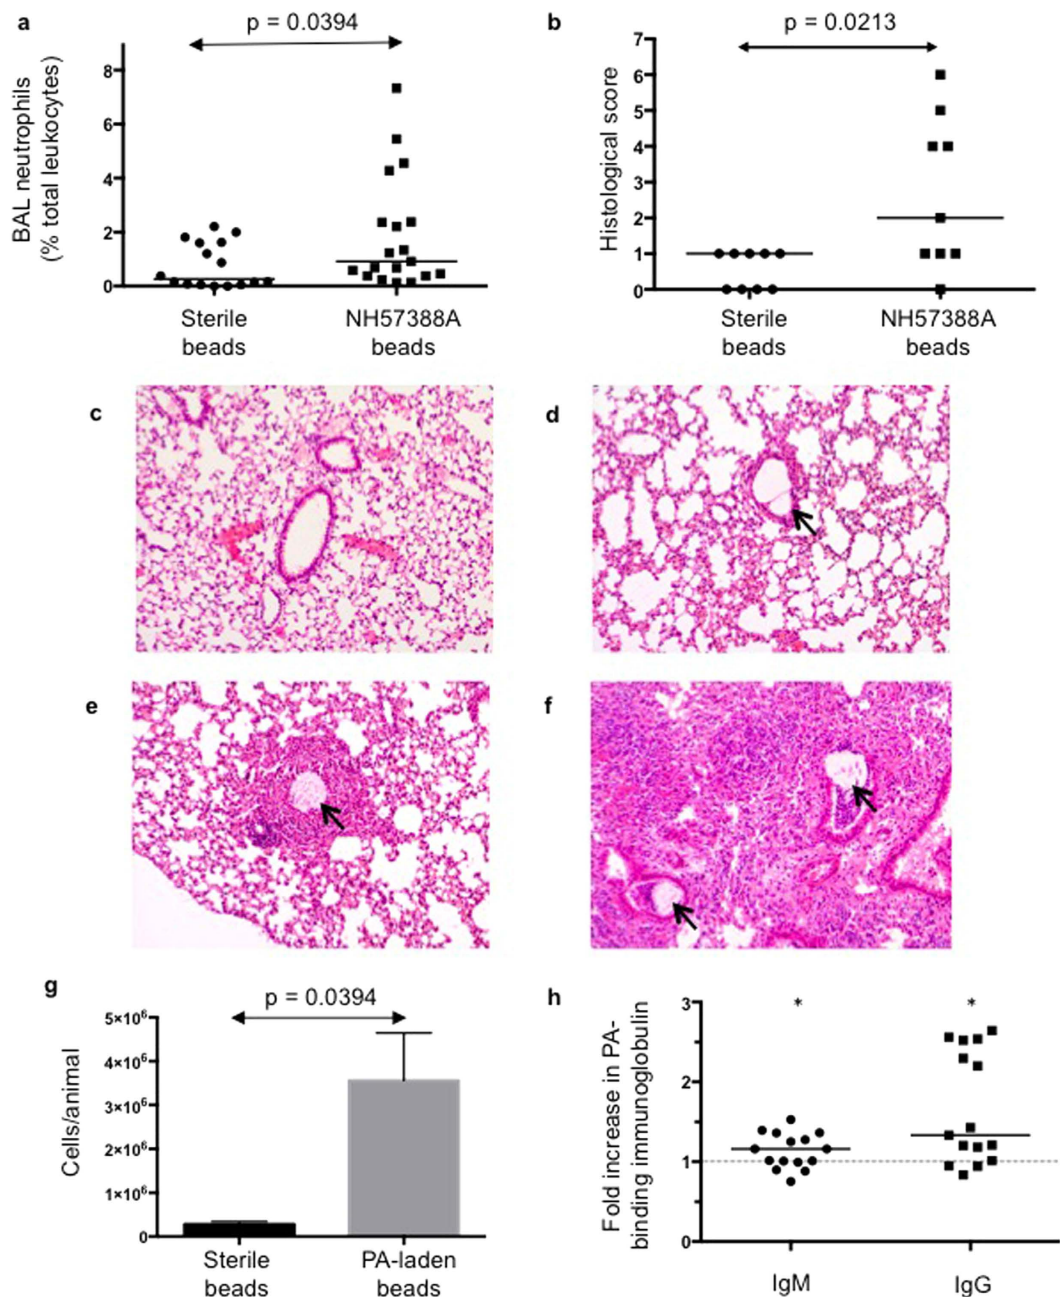 a
p = 0.0394
BAL neutrophils
(% total leukocytes)
8
6
4
2
0
Sterile
beads
NH57388A
beads
b
p = 0.0213
Histological score
7
6
5
4
3
2
1
0
Sterile
beads
NH57388A
beads
c
d
e
f
g
p = 0.0394
Cells/animal
5×10⁶
4×10⁶
3×10⁶
2×10⁶
1×10⁶
0
Sterile
beads
PA-laden
beads
h
Fold increase in PA-
binding immunoglobulin
3
2
1
0
*
*
IgM
IgG